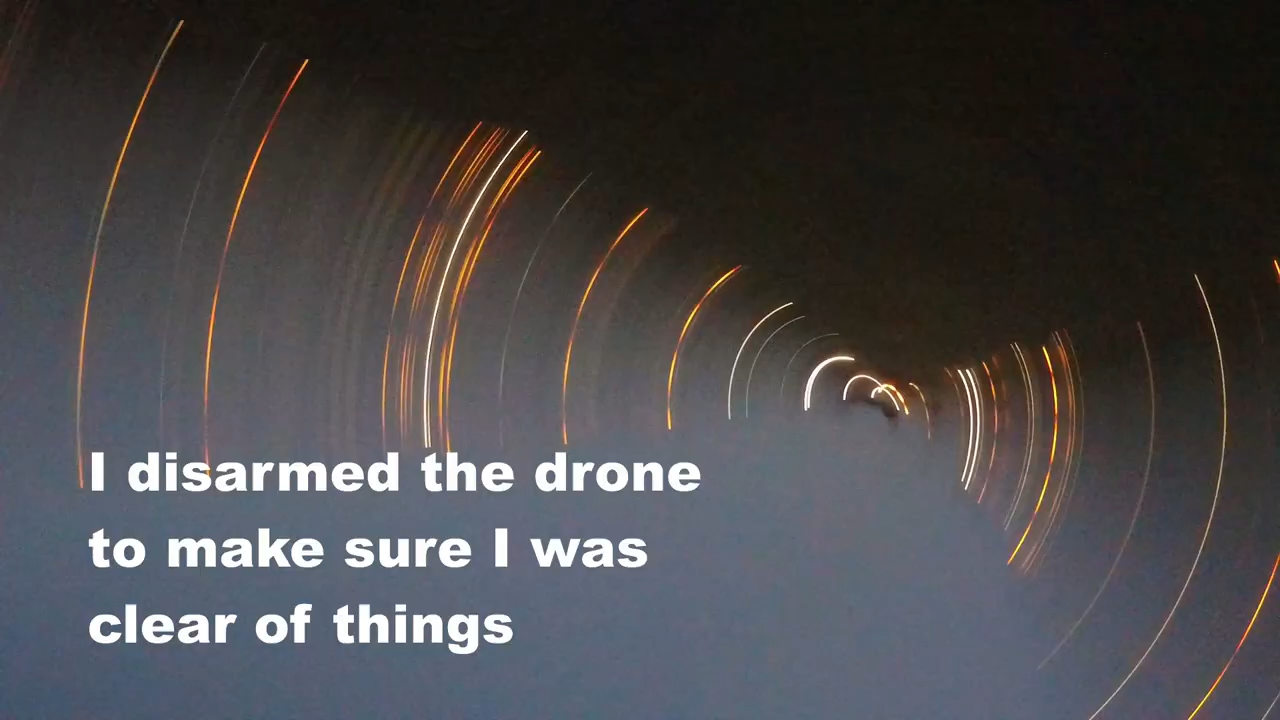 I disarmed the drone
to make sure I was
clear of things